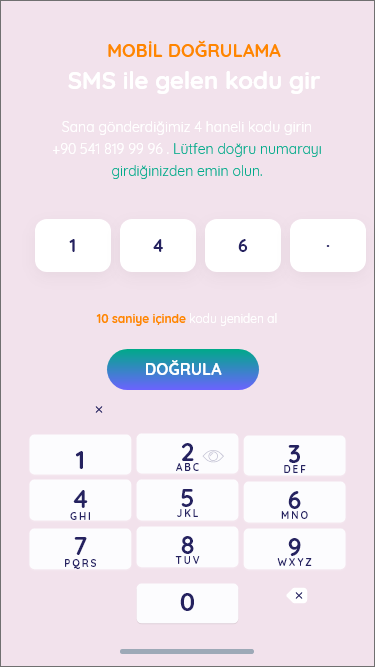 MOBİL DOĞRULAMA
SMS ile gelen kodu gir
Sana gönderdiğimiz 4 haneli kodu girin
+90 541 819 99 96 . Lütfen doğru numarayı
girdiğinizden emin olun.
1 4 6 .
10 saniye içinde kodu yeniden al
DOĞRULA
1 2 3
ABC DEF
4 5 6
GHI JKL MNO
7 8 9
PQRS TUV WXYZ
0